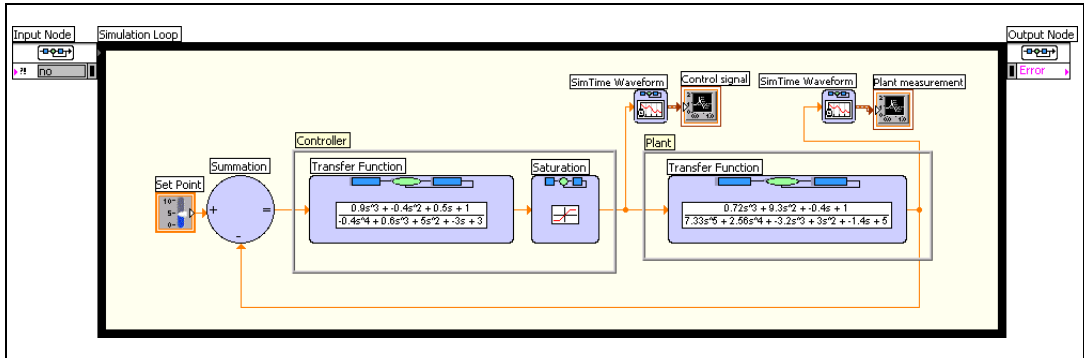 Input Node
Simulation Loop
Output Node
?!
no
Error
SimTime Waveform
Control signal
SimTime Waveform
Plant measurement
Controller
Plant
Summation
Transfer Function
Saturation
Transfer Function
Set Point
10-
5-
0-
+
=
-
0.9s^3 + -0.4s^2 + 0.5s + 1
-0.4s^4 + 0.6s^3 + 5s^2 + -3s + 3
0.72s^3 + 9.3s^2 + -0.4s + 1
7.33s^5 + 2.56s^4 + -3.2s^3 + 3s^2 + -1.4s + 5